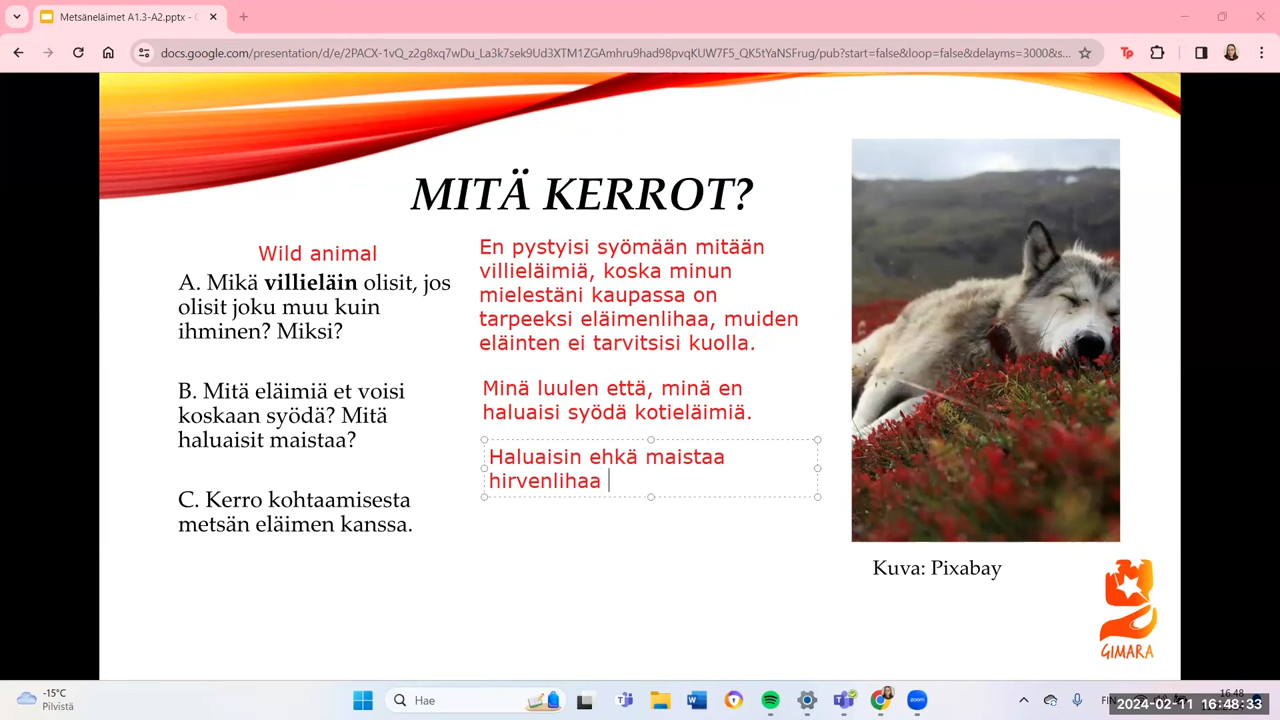 Metsäneläimet A1.3-A2.pptx - G
docs.google.com/presentation/d/e/2PACX-1vQ_z2g8xq7wDu_La3k7sek9Ud3XTM1ZGAmhru9had98pvqKUW7F5_QK5tYaNSFrug/pub?start=false&loop=false&delayms=3000&s...
MITÄ KERROT?
Wild animal
A. Mikä villieläin olisit, jos
olisit joku muu kuin
ihminen? Miksi?
B. Mitä eläimiä et voisi
koskaan syödä? Mitä
haluaisit maistaa?
C. Kerro kohtaamisesta
metsän eläimen kanssa.
En pystyisi syömään mitään
villieläimiä, koska minun
mielestäni kaupassa on
tarpeeksi eläimenlihaa, muiden
eläinten ei tarvitsisi kuolla.
Minä luulen että, minä en
haluaisi syödä kotieläimiä.
Haluaisin ehkä maistaa
hirvenlihaa
Kuva: Pixabay
GIMARA
-15°C
Pilvistä
Hae
zoom
FIN
16.48
2024-02-11 16:48:33